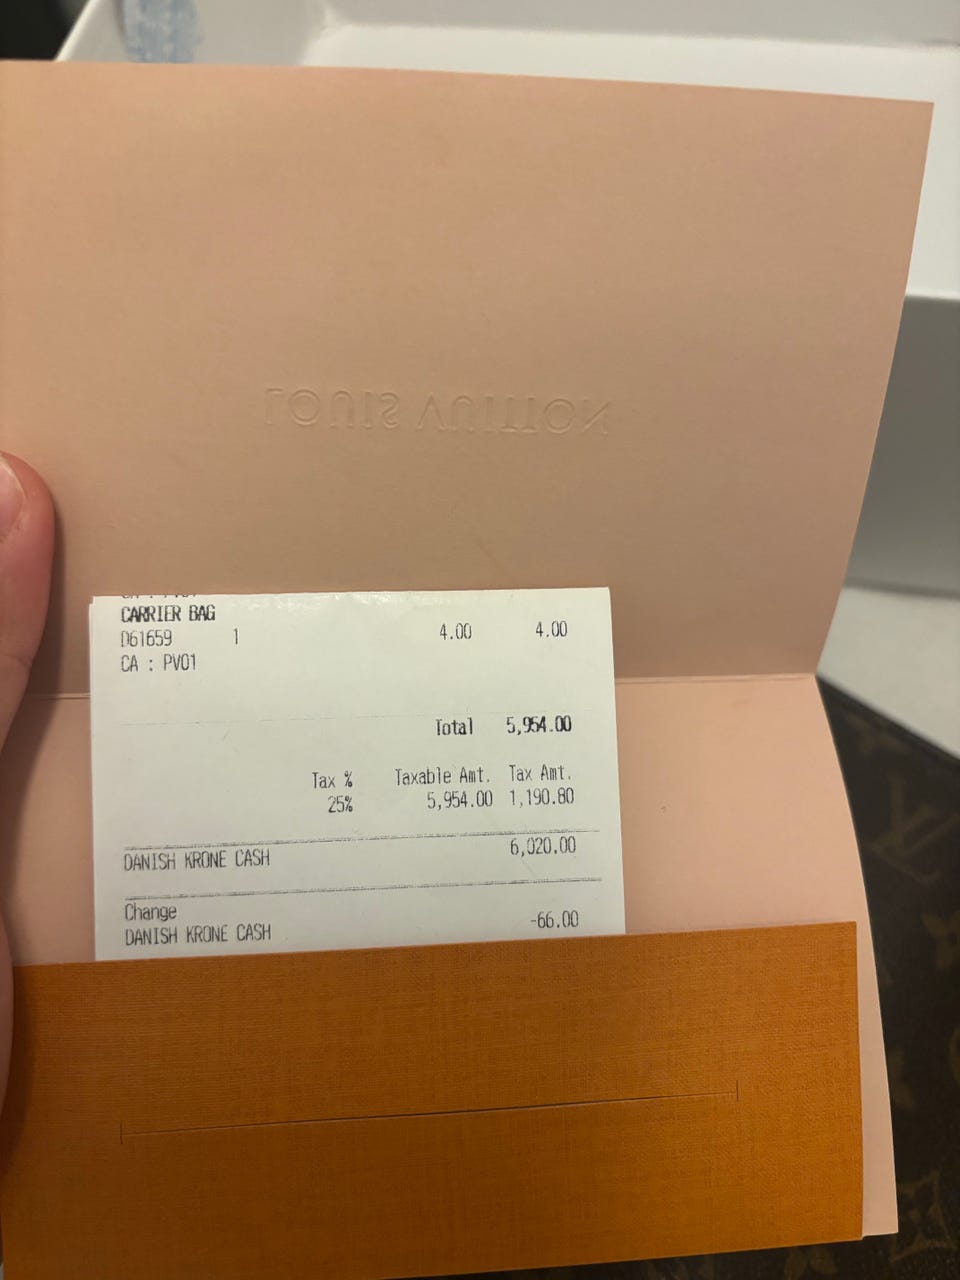 LOUIS VUITTON
CARRIER BAG
D61659 1 4.00 4.00
CA : PV01
Total 5,954.00
Tax % Taxable Amt. Tax Amt.
25% 5,954.00 1,190.80
DANISH KRONE CASH 6,020.00
Change
DANISH KRONE CASH -66.00